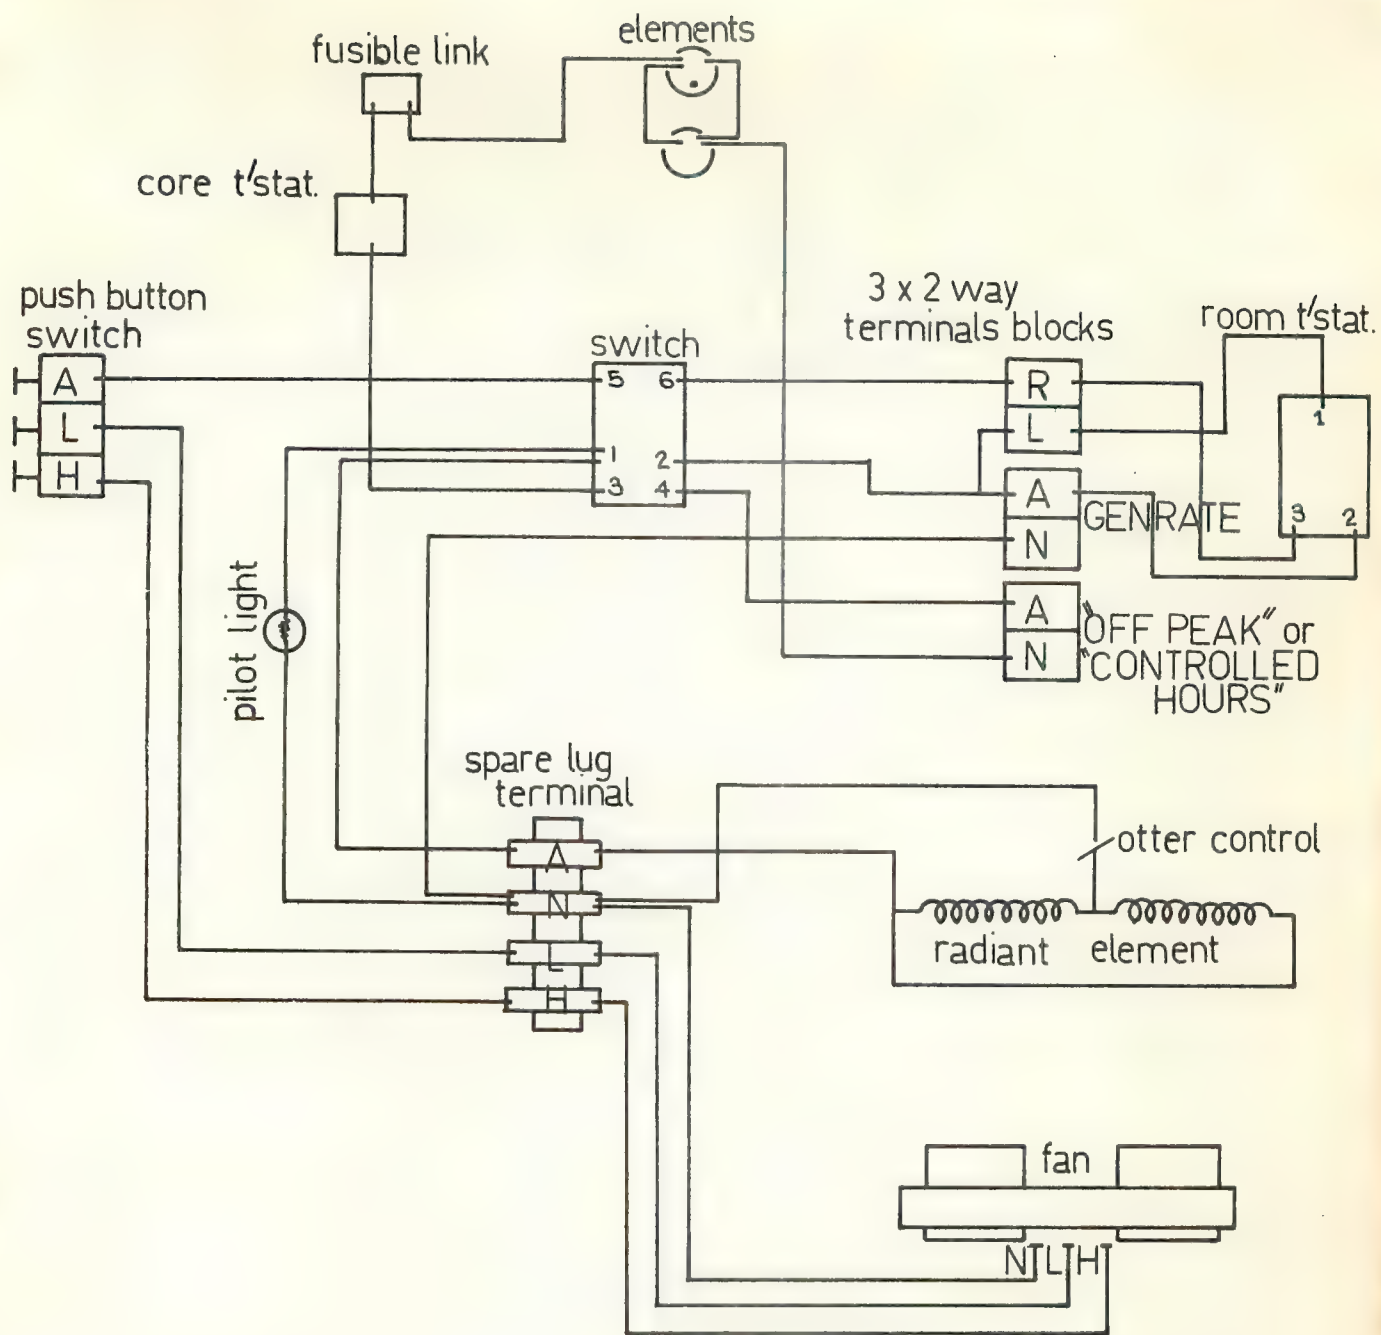 elements
fusible link
core t'stat.
push button
switch
A
L
H
switch
5 6
1 2
3 4
3 x 2 way
terminals blocks
R
L
A
N
GENRATE
A
N
"OFF PEAK" or
"CONTROLLED
HOURS"
room t'stat.
1
3 2
pilot light
spare lug
terminal
A
N
L
H
otter control
radiant element
fan
N L H